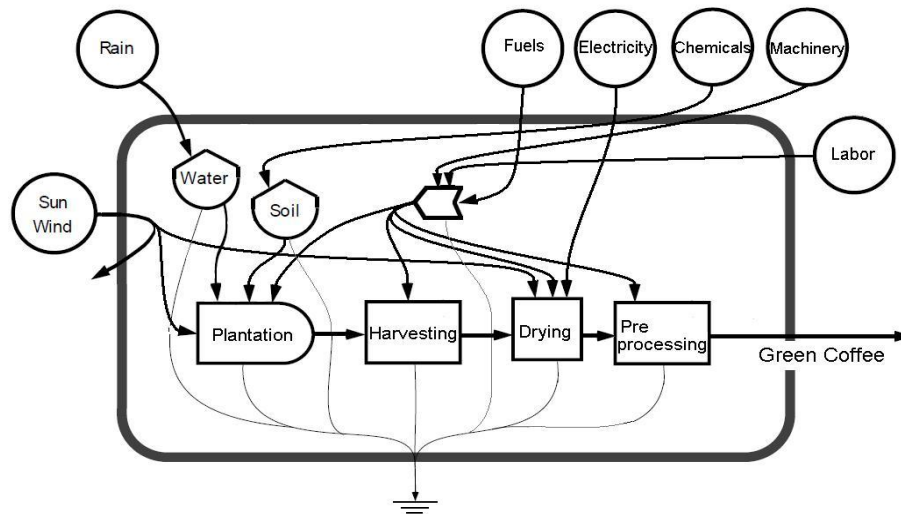 Rain
Fuels
Electricity
Chemicals
Machinery
Labor
Water
Soil
Sun
Wind
Plantation
Harvesting
Drying
Pre
processing
Green Coffee